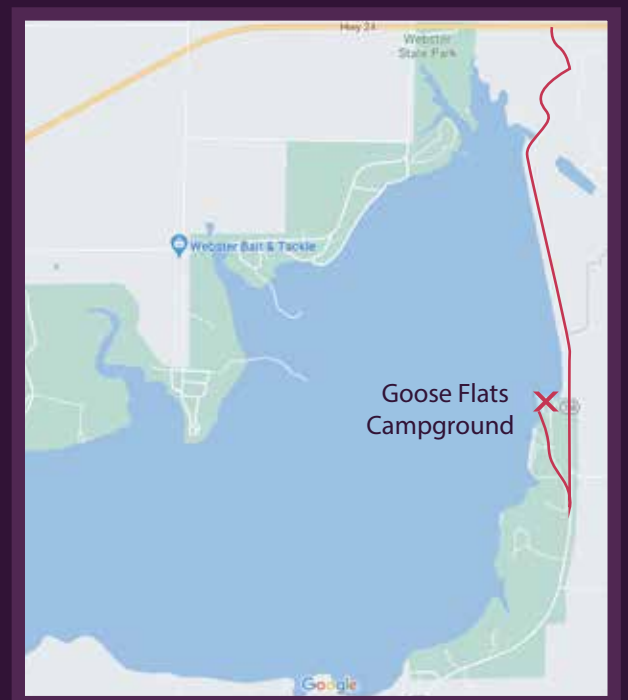 Hwy 24
Webster
State Park
Webster Bait & Tackle
Goose Flats
Campground
Google